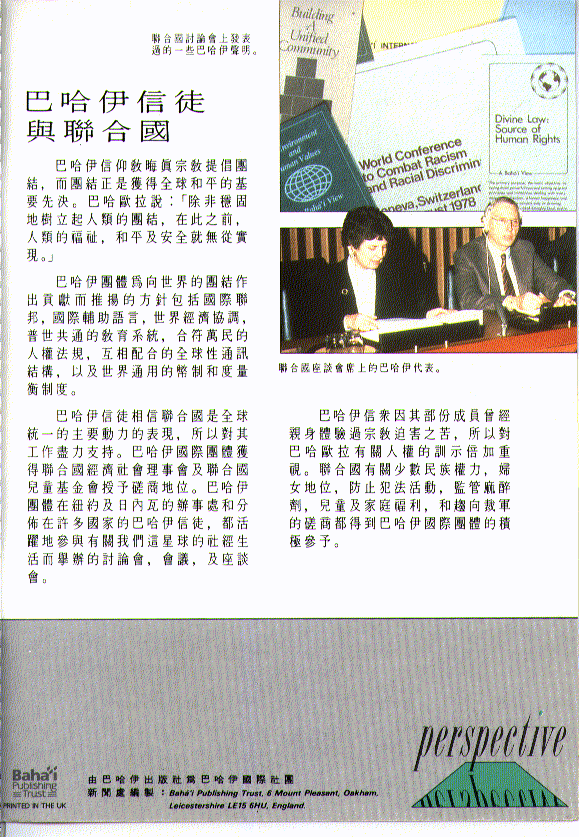 聯合國討論會上發表
過的一些巴哈伊聲明。
Building
A
Unified
Community
INTERN
Environment
and
Human Values
World Conference
to Combat Racism
and Racial Discrimin
Geneva, Switzerland
August 1978
Divine Law:
Source of
Human Rights
A Bahá'í View
巴哈伊信徒
與聯合國
巴哈伊信仰敎晦眞宗敎提倡團
結，而團結正是獲得全球和平的基
要先決。巴哈歐拉說：「除非穩固
地樹立起人類的團結，在此之前，
人類的福祉，和平及安全就無從實
現。」
巴哈伊團體爲向世界的團結作
出貢獻而推揚的方針包括國際聯
邦，國際輔助語言，世界經濟協調，
普世共通的敎育系統，合符萬民的
人權法規，互相配合的全球性通訊
結構，以及世界通用的幣制和度量
衡制度。
巴哈伊信徒相信聯合國是全球
統一的主要動力的表現，所以對其
工作盡力支持。巴哈伊國際團體獲
得聯合國經濟社會理事會及聯合國
兒童基金會授予磋商地位。巴哈伊
團體在紐約及日內瓦的辦事處和分
佈在許多國家的巴哈伊信徒，都活
躍地參與有關我們這星球的社經生
活而舉辦的討論會，會議，及座談
會。
聯合國座談會席上的巴哈伊代表。
巴哈伊信衆因其部份成員曾經
親身體驗過宗敎迫害之苦，所以對
巴哈歐拉有關人權的訓示倍加重
視。聯合國有關少數民族權力，婦
女地位，防止犯法活動，監管麻醉
劑，兒童及家庭福利，和趨向裁軍
的磋商都得到巴哈伊國際團體的積
極參予。
perspective
Bahá'í
Publishing
Trust
PRINTED IN THE UK
由巴哈伊出版社爲巴哈伊國際社團
新聞處編製：Bahá'í Publishing Trust, 6 Mount Pleasant, Oakham,
Leicestershire LE15 6HU, England.